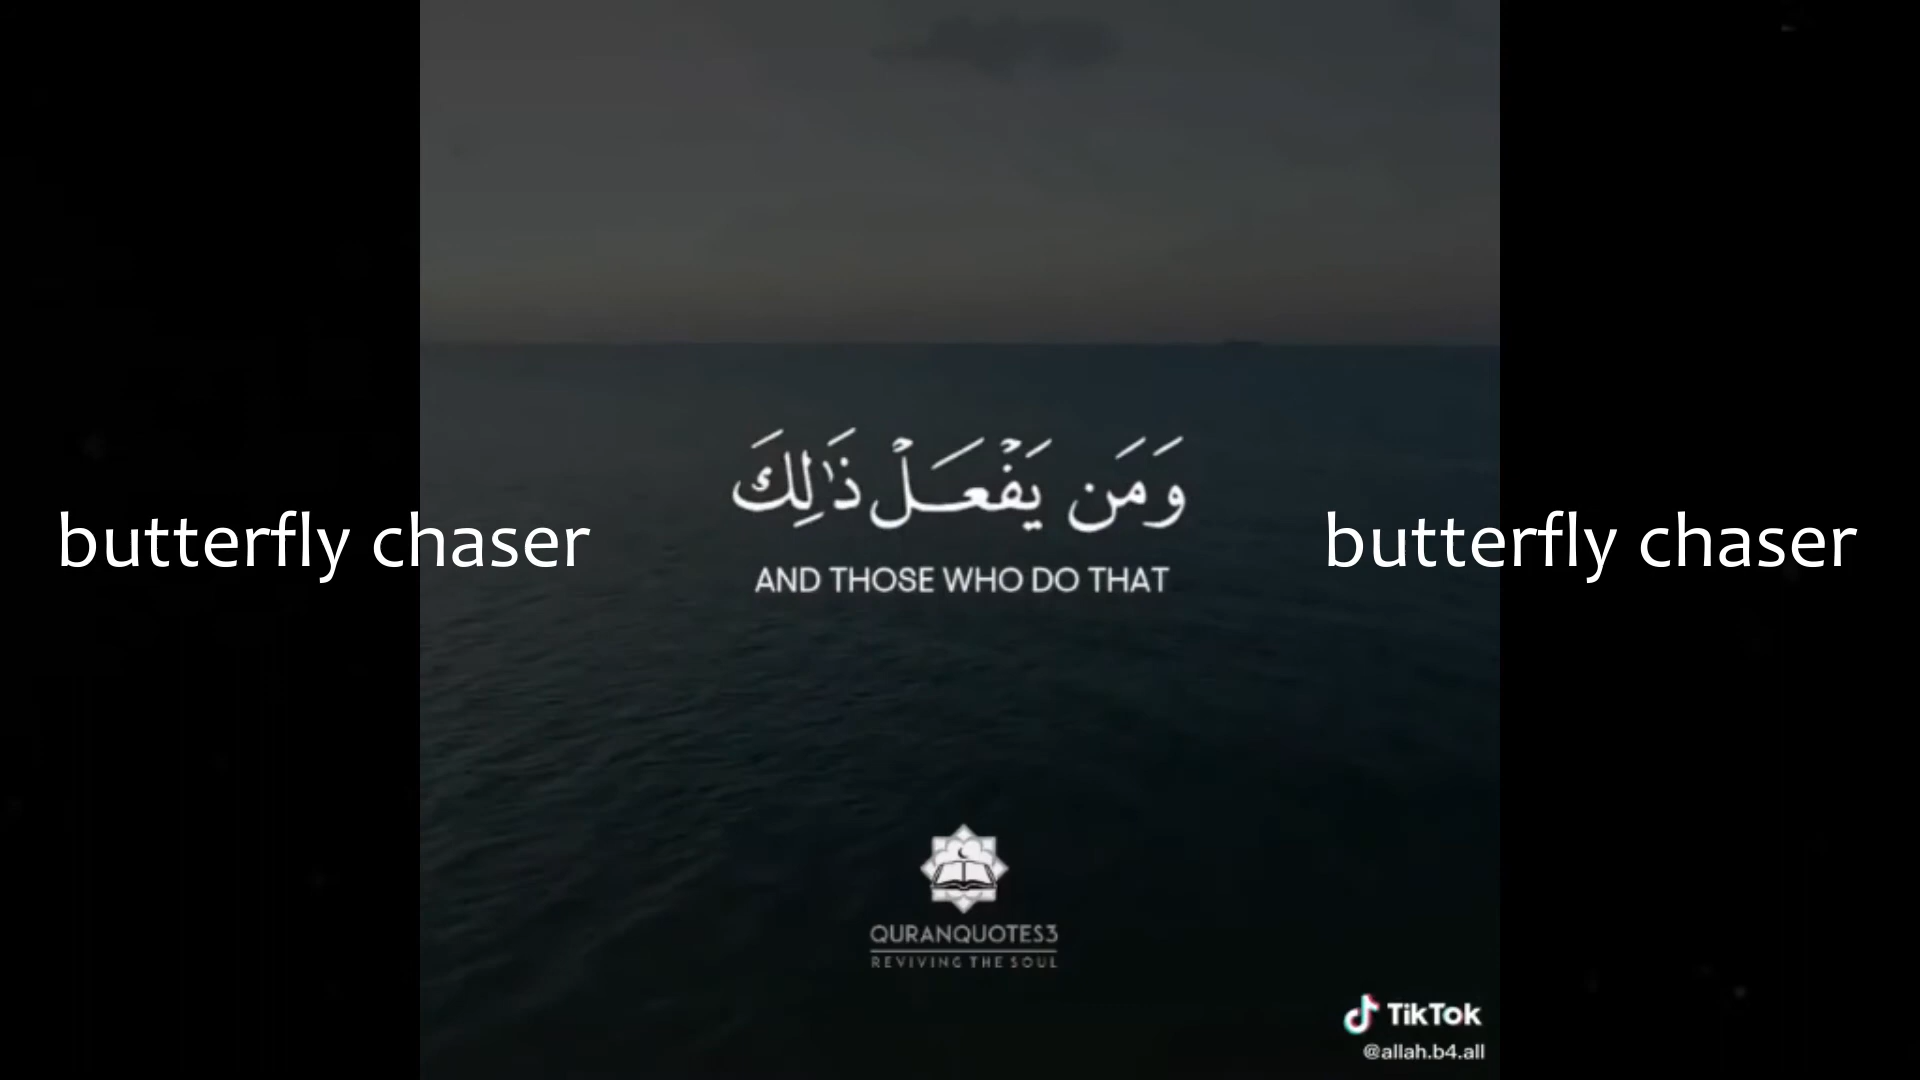 وَمَن يَفْعَلْ ذَٰلِكَ
butterfly chaser
butterfly chaser
AND THOSE WHO DO THAT
QURANQUOTES3
REVIVING THE SOUL
TikTok
@allah.b4.all